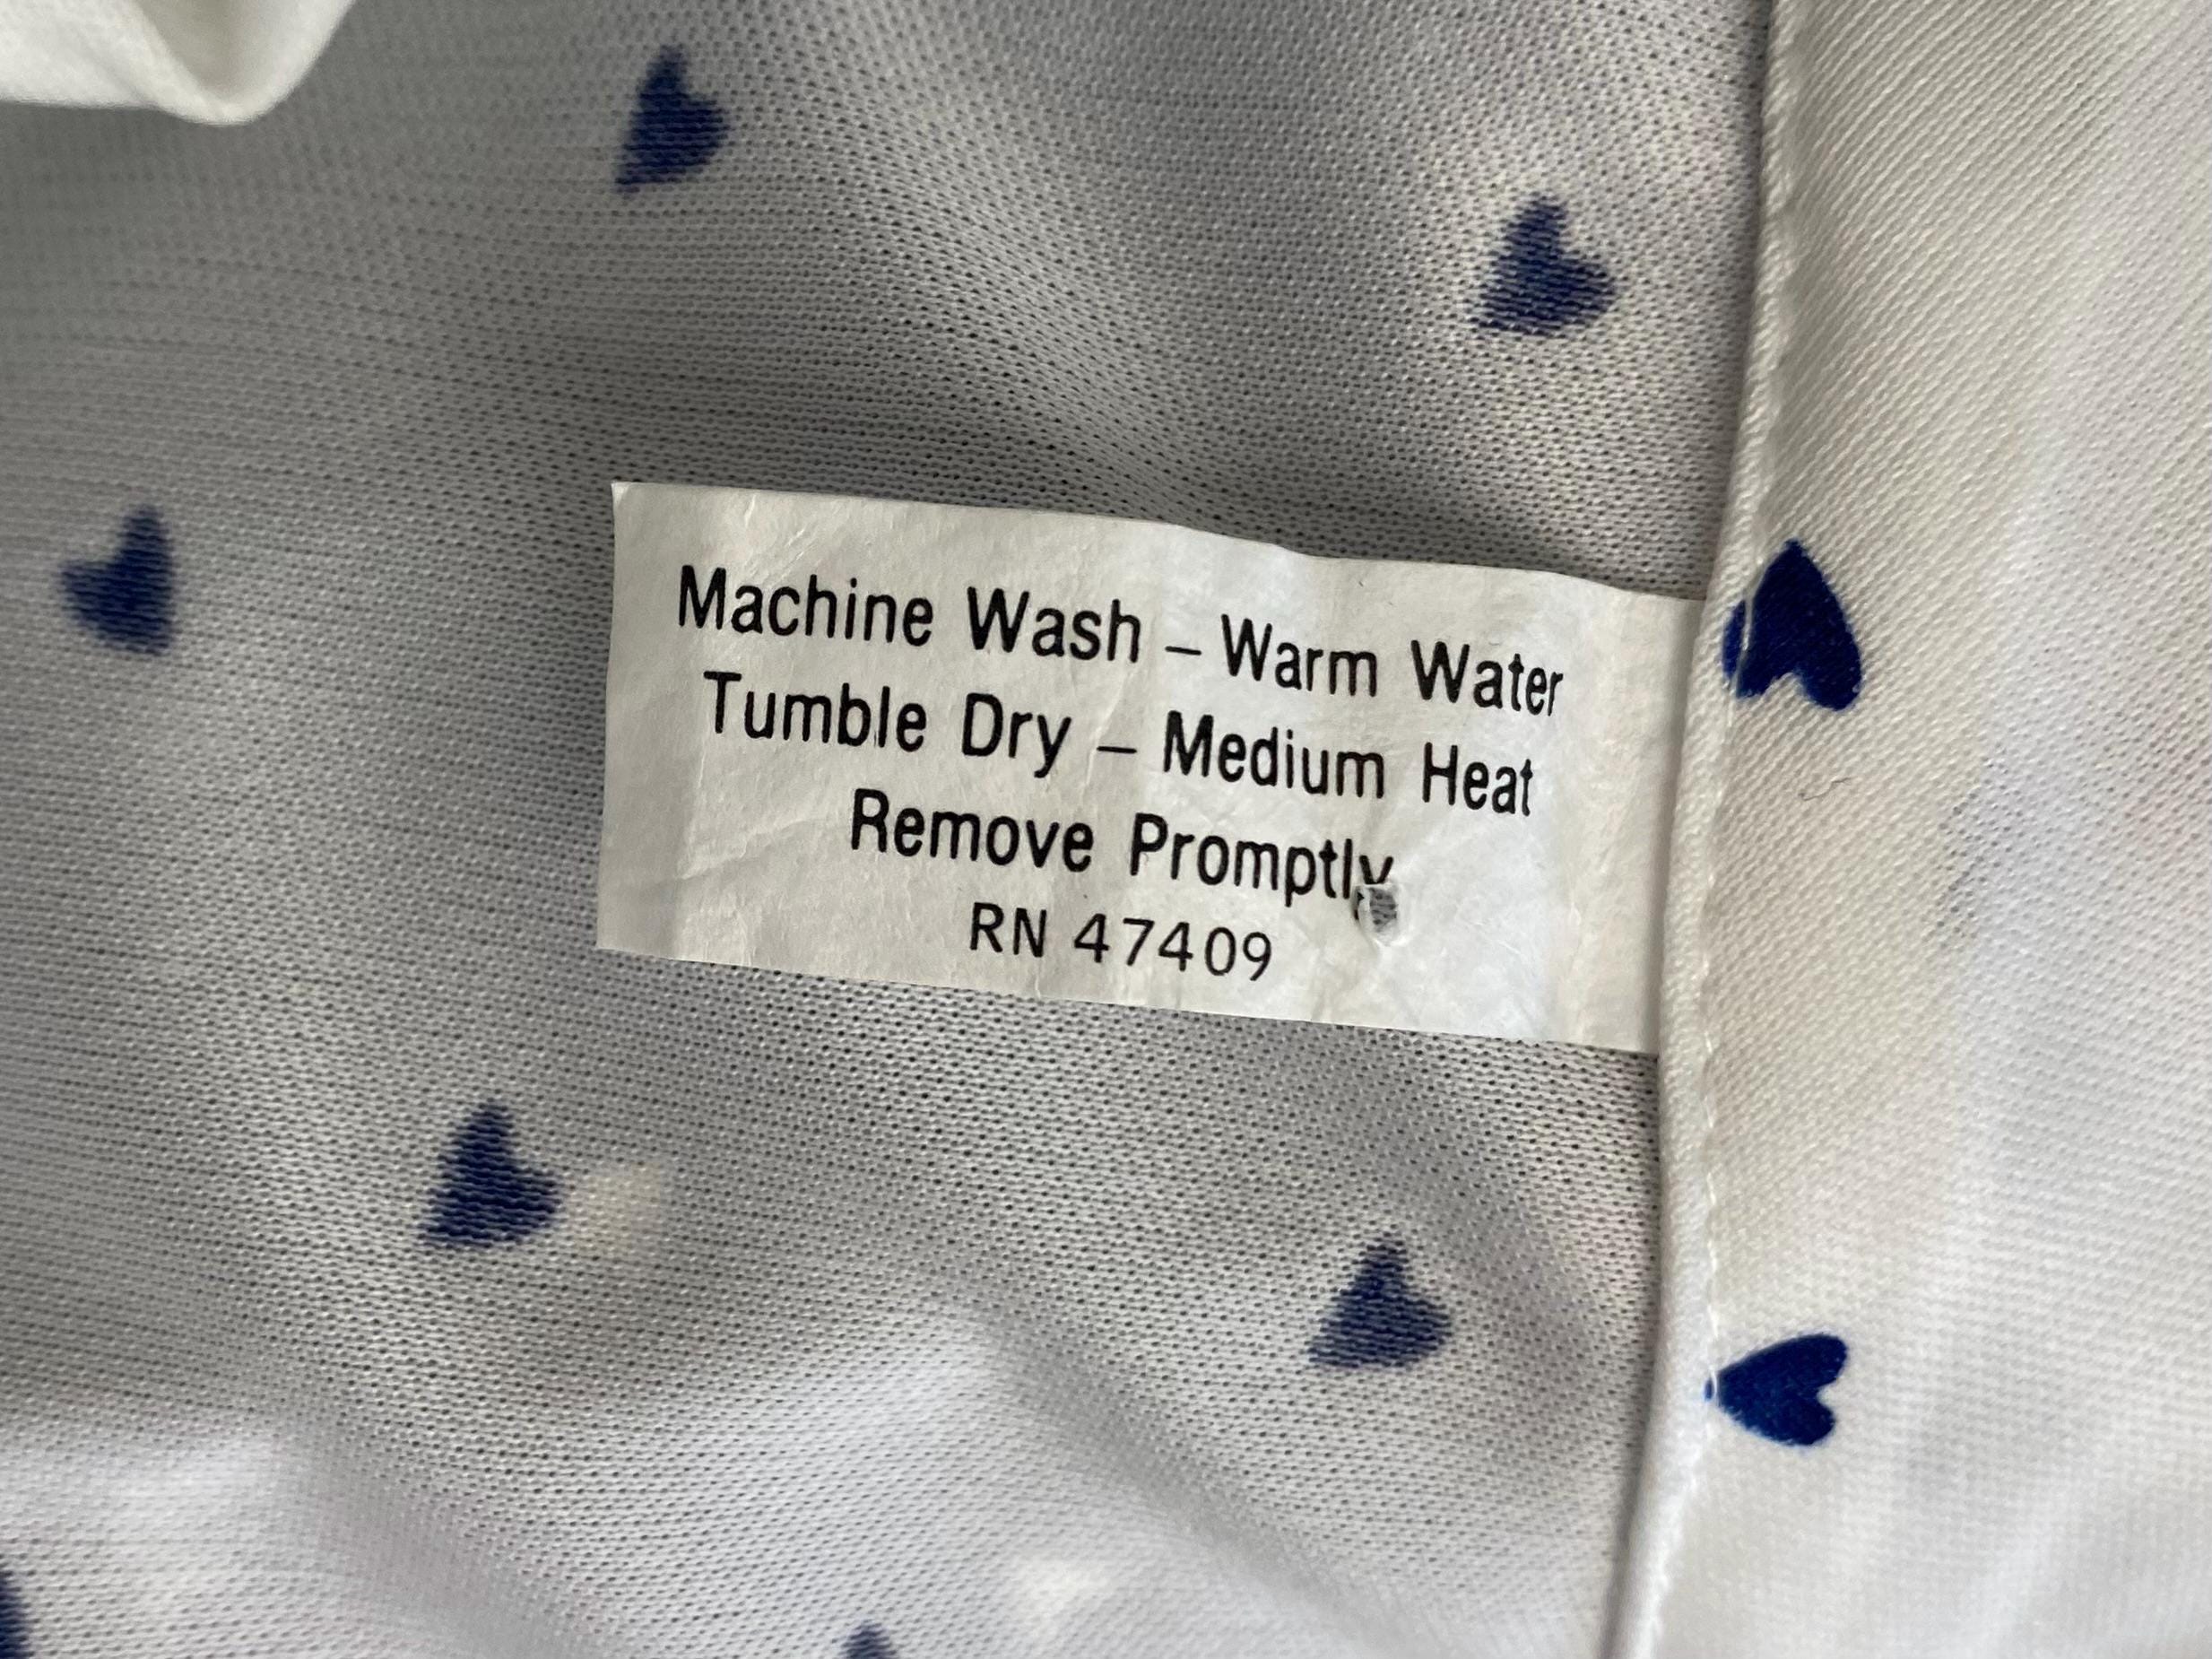 Machine Wash – Warm Water
Tumble Dry – Medium Heat
Remove Promptly
RN 47409